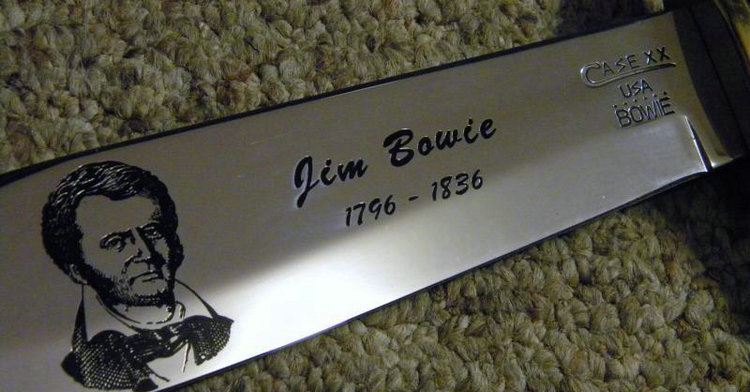 Jim Bowie
1796 - 1836
CASE XX
USA
BOWIE